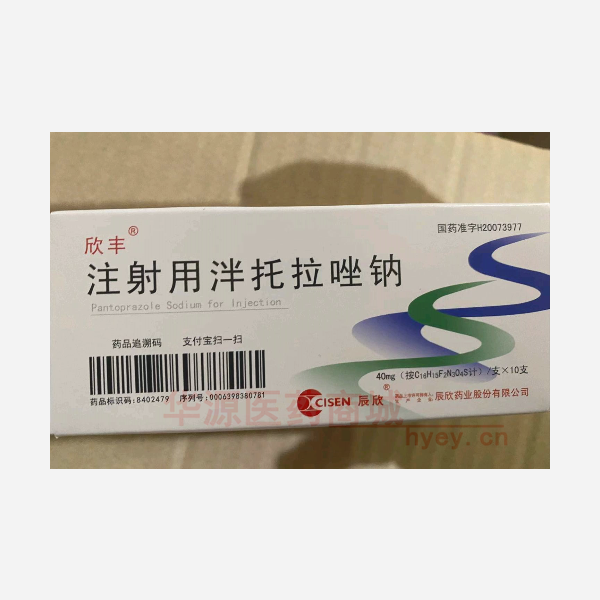 国药准字H20073977
欣丰®
注射用泮托拉唑钠
Pantoprazole Sodium for Injection
药品追溯码 支付宝扫一扫
40mg（按C16H15F2N3O4S计）/支×10支
药品标识码: 8402479 序列号: 0006398380781
CISEN 辰欣®
辰欣药业股份有限公司
华源医药商城
hyey.cn